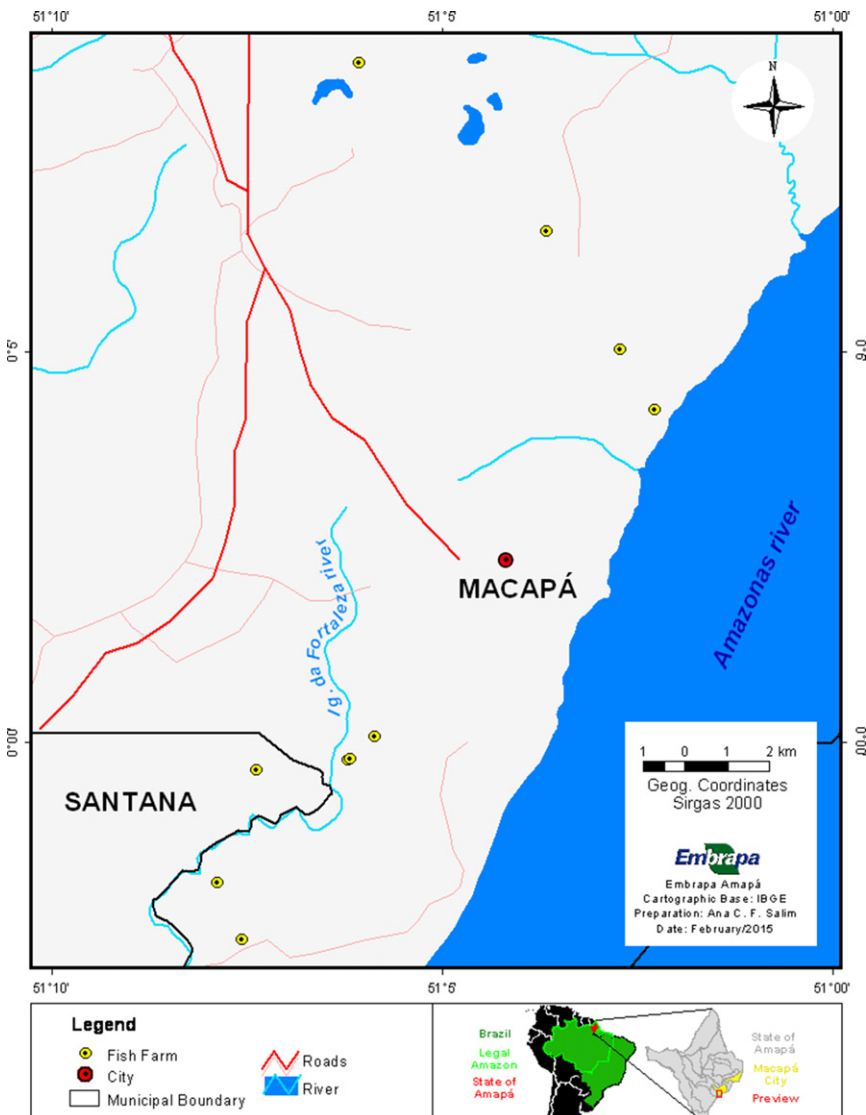 51°10'
51°5'
51°00'
N
0°5'
0°5'
MACAPÁ
Ig. da Fortaleza river
Amazonas river
0°00'
0°00'
SANTANA
1 0 1 2 km
Geog. Coordinates
Sirgas 2000
Embrapa
Embrapa Amapá
Cartographic Base: IBGE
Preparation: Ana C. F. Salim
Date: February/2015
51°10'
51°5'
51°00'
Legend
Fish Farm
City
Municipal Boundary
Roads
River
Brazil
Legal
Amazon
State of
Amapá
State of
Amapá
Macapá
City
Preview